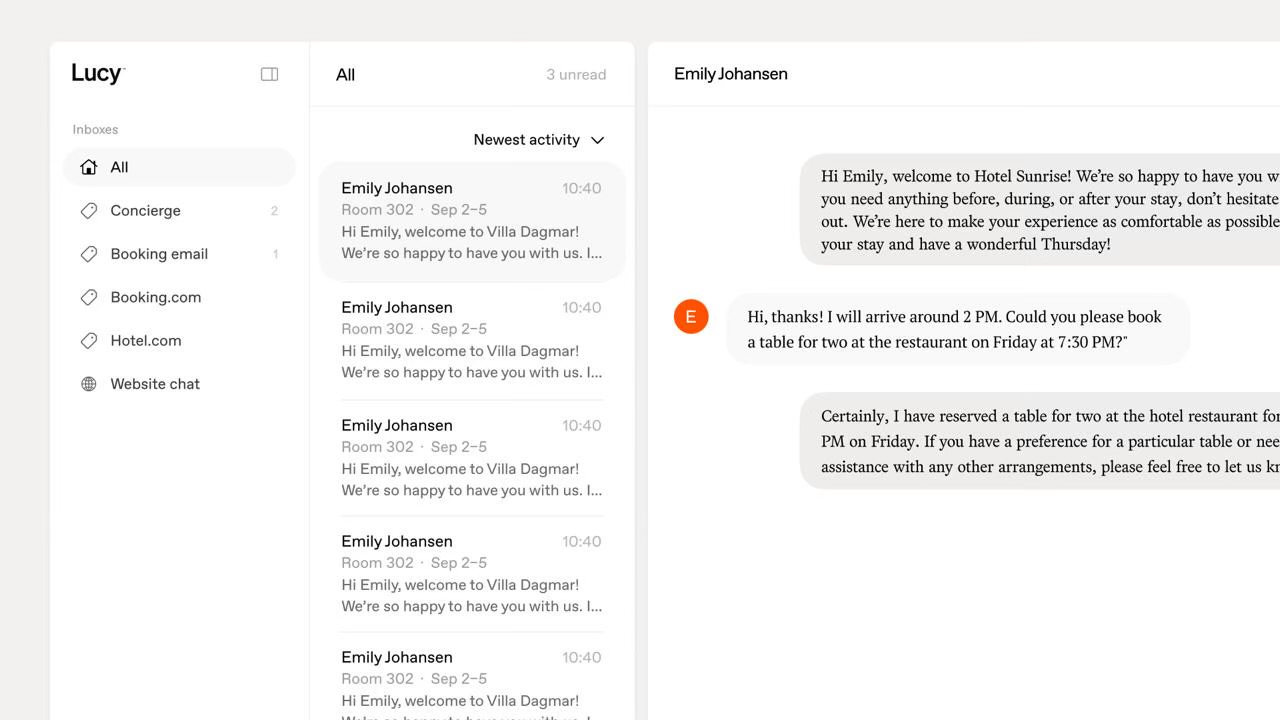 Lucy
Inboxes
All
Concierge 2
Booking email 1
Booking.com
Hotel.com
Website chat
All 3 unread
Newest activity
Emily Johansen 10:40
Room 302 · Sep 2–5
Hi Emily, welcome to Villa Dagmar!
We’re so happy to have you with us. I...
Emily Johansen 10:40
Room 302 · Sep 2–5
Hi Emily, welcome to Villa Dagmar!
We’re so happy to have you with us. I...
Emily Johansen 10:40
Room 302 · Sep 2–5
Hi Emily, welcome to Villa Dagmar!
We’re so happy to have you with us. I...
Emily Johansen 10:40
Room 302 · Sep 2–5
Hi Emily, welcome to Villa Dagmar!
We’re so happy to have you with us. I...
Emily Johansen 10:40
Room 302 · Sep 2–5
Hi Emily, welcome to Villa Dagmar!
Emily Johansen
Hi Emily, welcome to Hotel Sunrise! We’re so happy to have you
you need anything before, during, or after your stay, don’t hesitate
out. We’re here to make your experience as comfortable as possible
your stay and have a wonderful Thursday!
E
Hi, thanks! I will arrive around 2 PM. Could you please book
a table for two at the restaurant on Friday at 7:30 PM?"
Certainly, I have reserved a table for two at the hotel restaurant for
PM on Friday. If you have a preference for a particular table or
assistance with any other arrangements, please feel free to let us